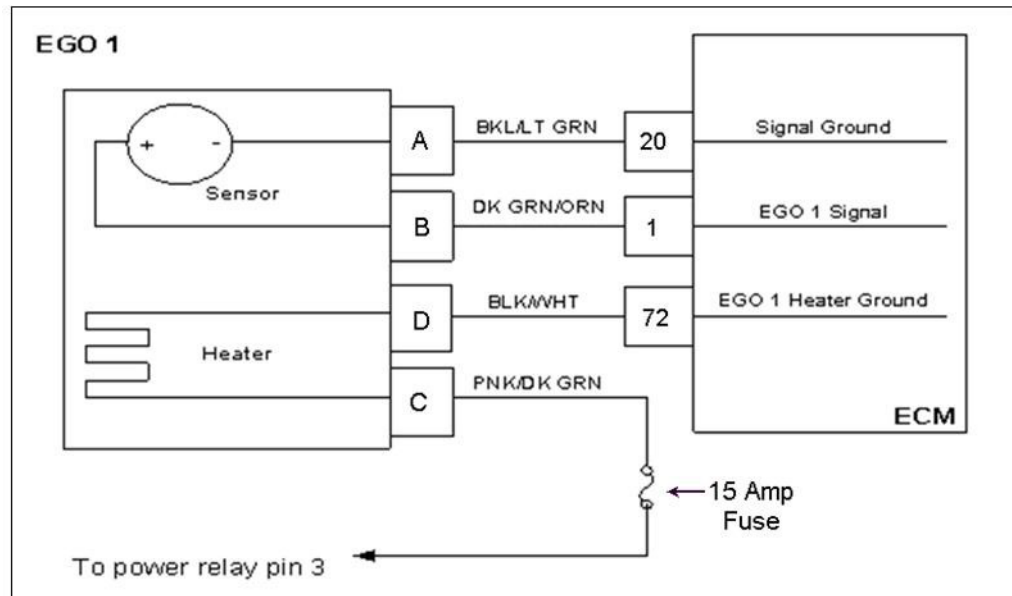 EGO 1
+ -
Sensor
Heater
A
B
D
C
BKL/LT GRN
DK GRN/ORN
BLK/WHT
PNK/DK GRN
20
1
72
Signal Ground
EGO 1 Signal
EGO 1 Heater Ground
ECM
15 Amp
Fuse
To power relay pin 3